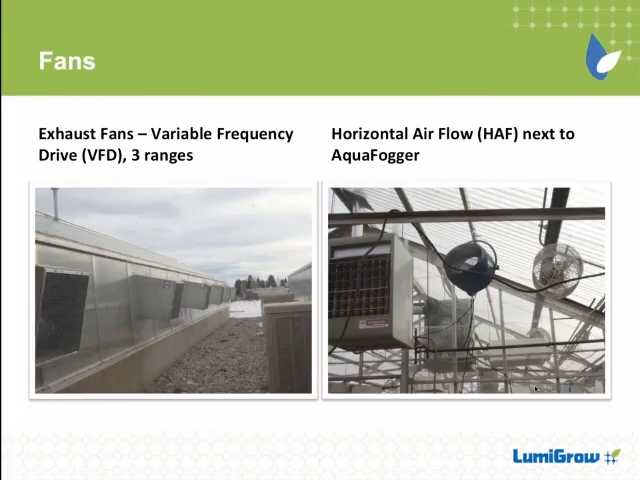 Fans
Exhaust Fans – Variable Frequency
Drive (VFD), 3 ranges
Horizontal Air Flow (HAF) next to
AquaFogger
LumiGrow